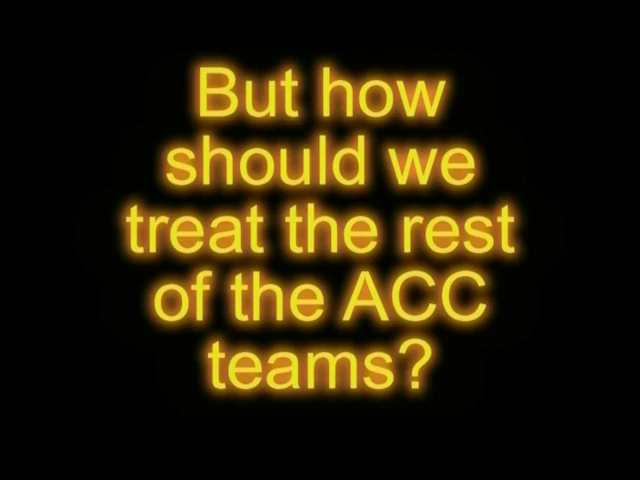 But how
should we
treat the rest
of the ACC
teams?